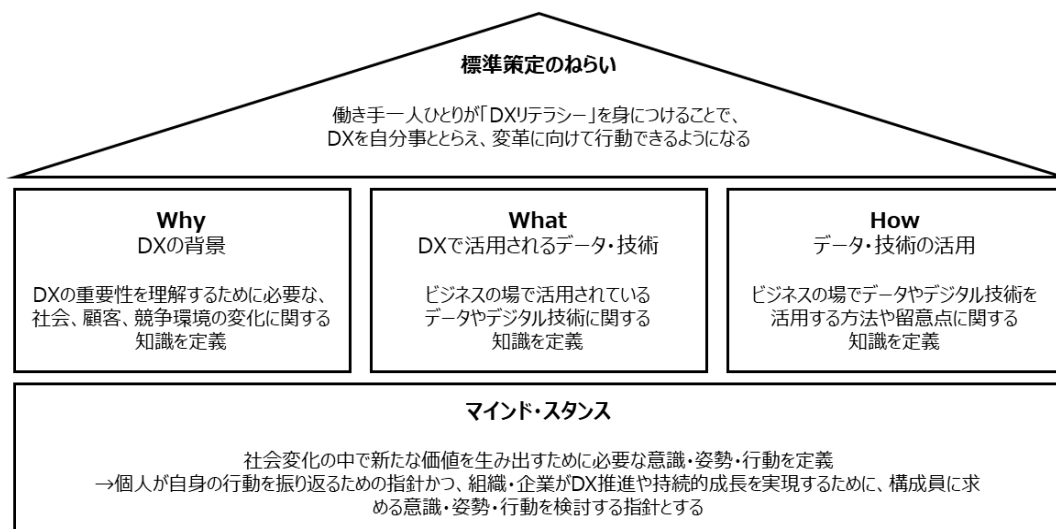 標準策定のねらい
働き手一人ひとりが「DXリテラシー」を身につけることで、
DXを自分事ととらえ、変革に向けて行動できるようになる
Why
DXの背景
DXの重要性を理解するために必要な、
社会、顧客、競争環境の変化に関する
知識を定義
What
DXで活用されるデータ・技術
ビジネスの場で活用されている
データやデジタル技術に関する
知識を定義
How
データ・技術の活用
ビジネスの場でデータやデジタル技術を
活用する方法や留意点に関する
知識を定義
マインド・スタンス
社会変化の中で新たな価値を生み出すために必要な意識・姿勢・行動を定義
→個人が自身の行動を振り返るための指針かつ、組織・企業がDX推進や持続的成長を実現するために、構成員に求
める意識・姿勢・行動を検討する指針とする